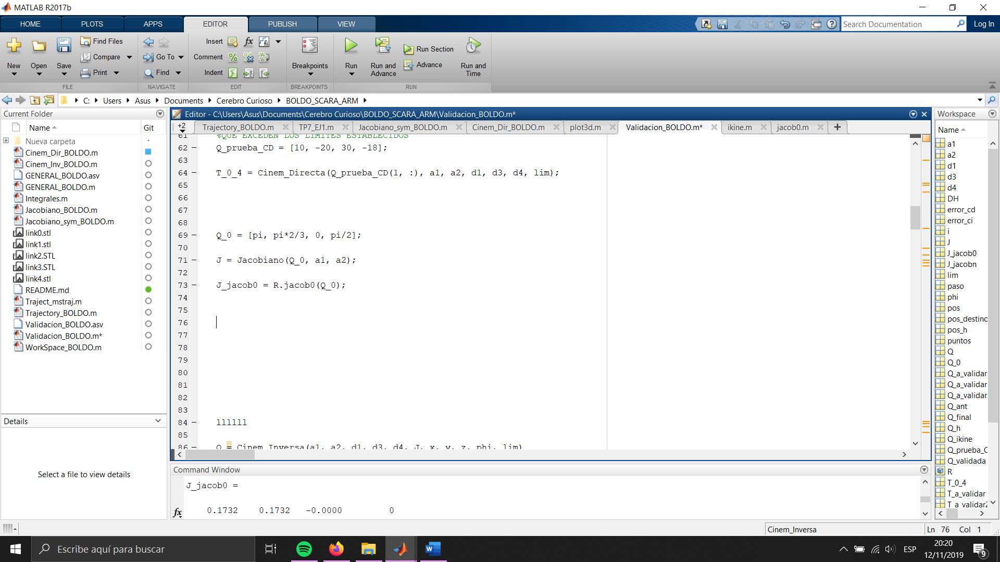 MATLAB R2017b
HOME PLOTS APPS EDITOR PUBLISH VIEW
Search Documentation
Log In
New
Open
Save
Find Files
Compare
Print
FILE
Go To
Find
NAVIGATE
Insert
Comment
Indent
EDIT
Breakpoints
BREAKPOINTS
Run
Run and Advance
Run Section
Advance
Run and Time
RUN
C: Users Asus Documents Cerebro Curioso BOLDO_SCARA_ARM
Current Folder
Name Git
Nueva carpeta
Cinem_Dir_BOLDO.m
Cinem_Inv_BOLDO.m
GENERAL_BOLDO.asv
GENERAL_BOLDO.m
Integrales.m
Jacobiano_BOLDO.m
Jacobiano_sym_BOLDO.m
link0.stl
link1.stl
link2.STL
link3.STL
link4.stl
README.md
Traject_mstraj.m
Trajectory_BOLDO.m
Validacion_BOLDO.asv
Validacion_BOLDO.m*
WorkSpace_BOLDO.m
Details
Select a file to view details
Editor - C:\Users\Asus\Documents\Cerebro Curioso\BOLDO_SCARA_ARM\Validacion_BOLDO.m*
+2 Trajectory_BOLDO.m TP7_EJ1.m Jacobiano_sym_BOLDO.m Cinem_Dir_BOLDO.m plot3d.m Validacion_BOLDO.m* ikine.m jacob0.m +
61 %QUE EXCEDEN LOS LIMITES ESTABLECIDOS
62 – Q_prueba_CD = [10, -20, 30, -18];
63
64 – T_0_4 = Cinem_Directa(Q_prueba_CD(1, :), a1, a2, d1, d3, d4, lim);
65
66
67
68
69 – Q_0 = [pi, pi*2/3, 0, pi/2];
70
71 – J = Jacobiano(Q_0, a1, a2);
72
73 – J_jacob0 = R.jacob0(Q_0);
74
75
76
77
78
79
80
81
82
83
84 – llllll
85
86 – Q = Cinem_Inversa(a1, a2, d1, d3, d4, J, x, y, z, phi, lim)
Command Window
J_jacob0 =
fx 0.1732 0.1732 -0.0000 0
Workspace
Name
a1
a2
d1
d3
d4
DH
error_cd
error_ci
i
J
J_jacob0
J_jacobn
lim
paso
phi
pos
pos_destino
pos_h
puntos
Q
Q_0
Q_a_validar
Q_a_validar
Q_a_validar
Q_ant
Q_final
Q_h
Q_ikine
Q_prueba_C
Q_validada
R
T_0_4
T_a_validar
T_a_validar2
Cinem_Inversa
Ln 76 Col 1
Escribe aquí para buscar
ESP
20:20
12/11/2019
9